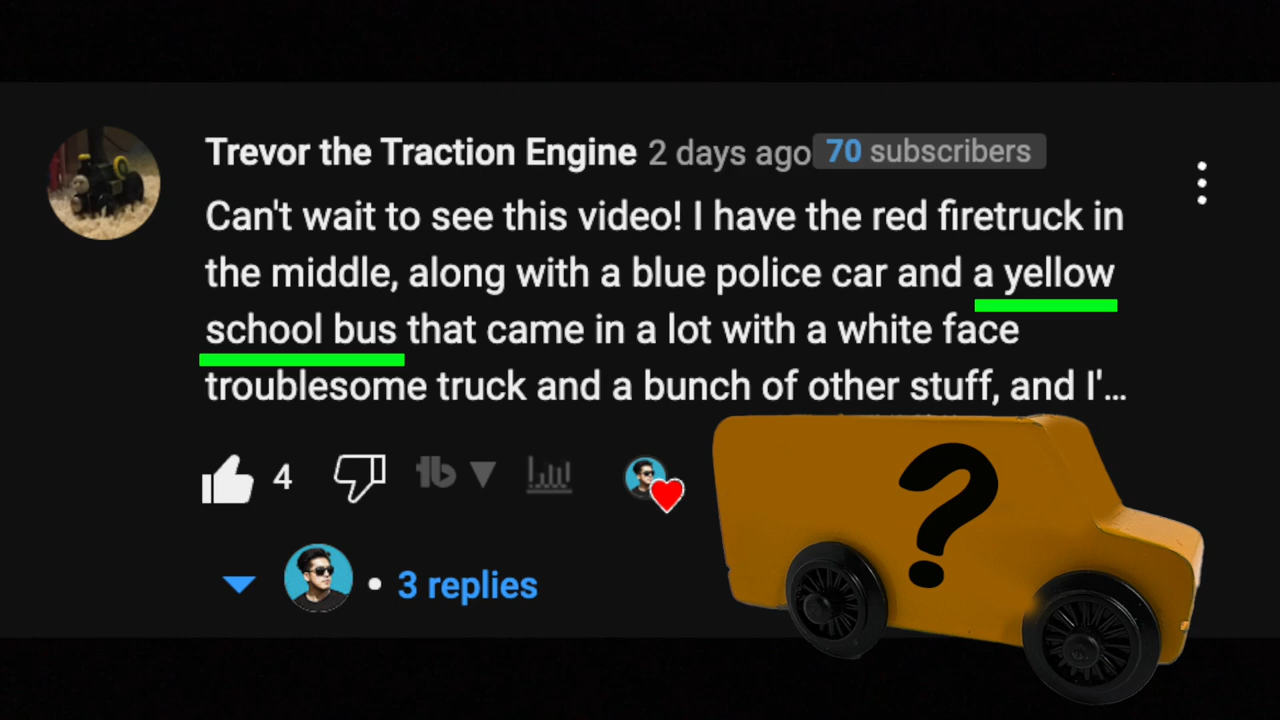 Trevor the Traction Engine 2 days ago 70 subscribers
Can't wait to see this video! I have the red firetruck in
the middle, along with a blue police car and a yellow
school bus that came in a lot with a white face
troublesome truck and a bunch of other stuff, and I'...
4
• 3 replies
?